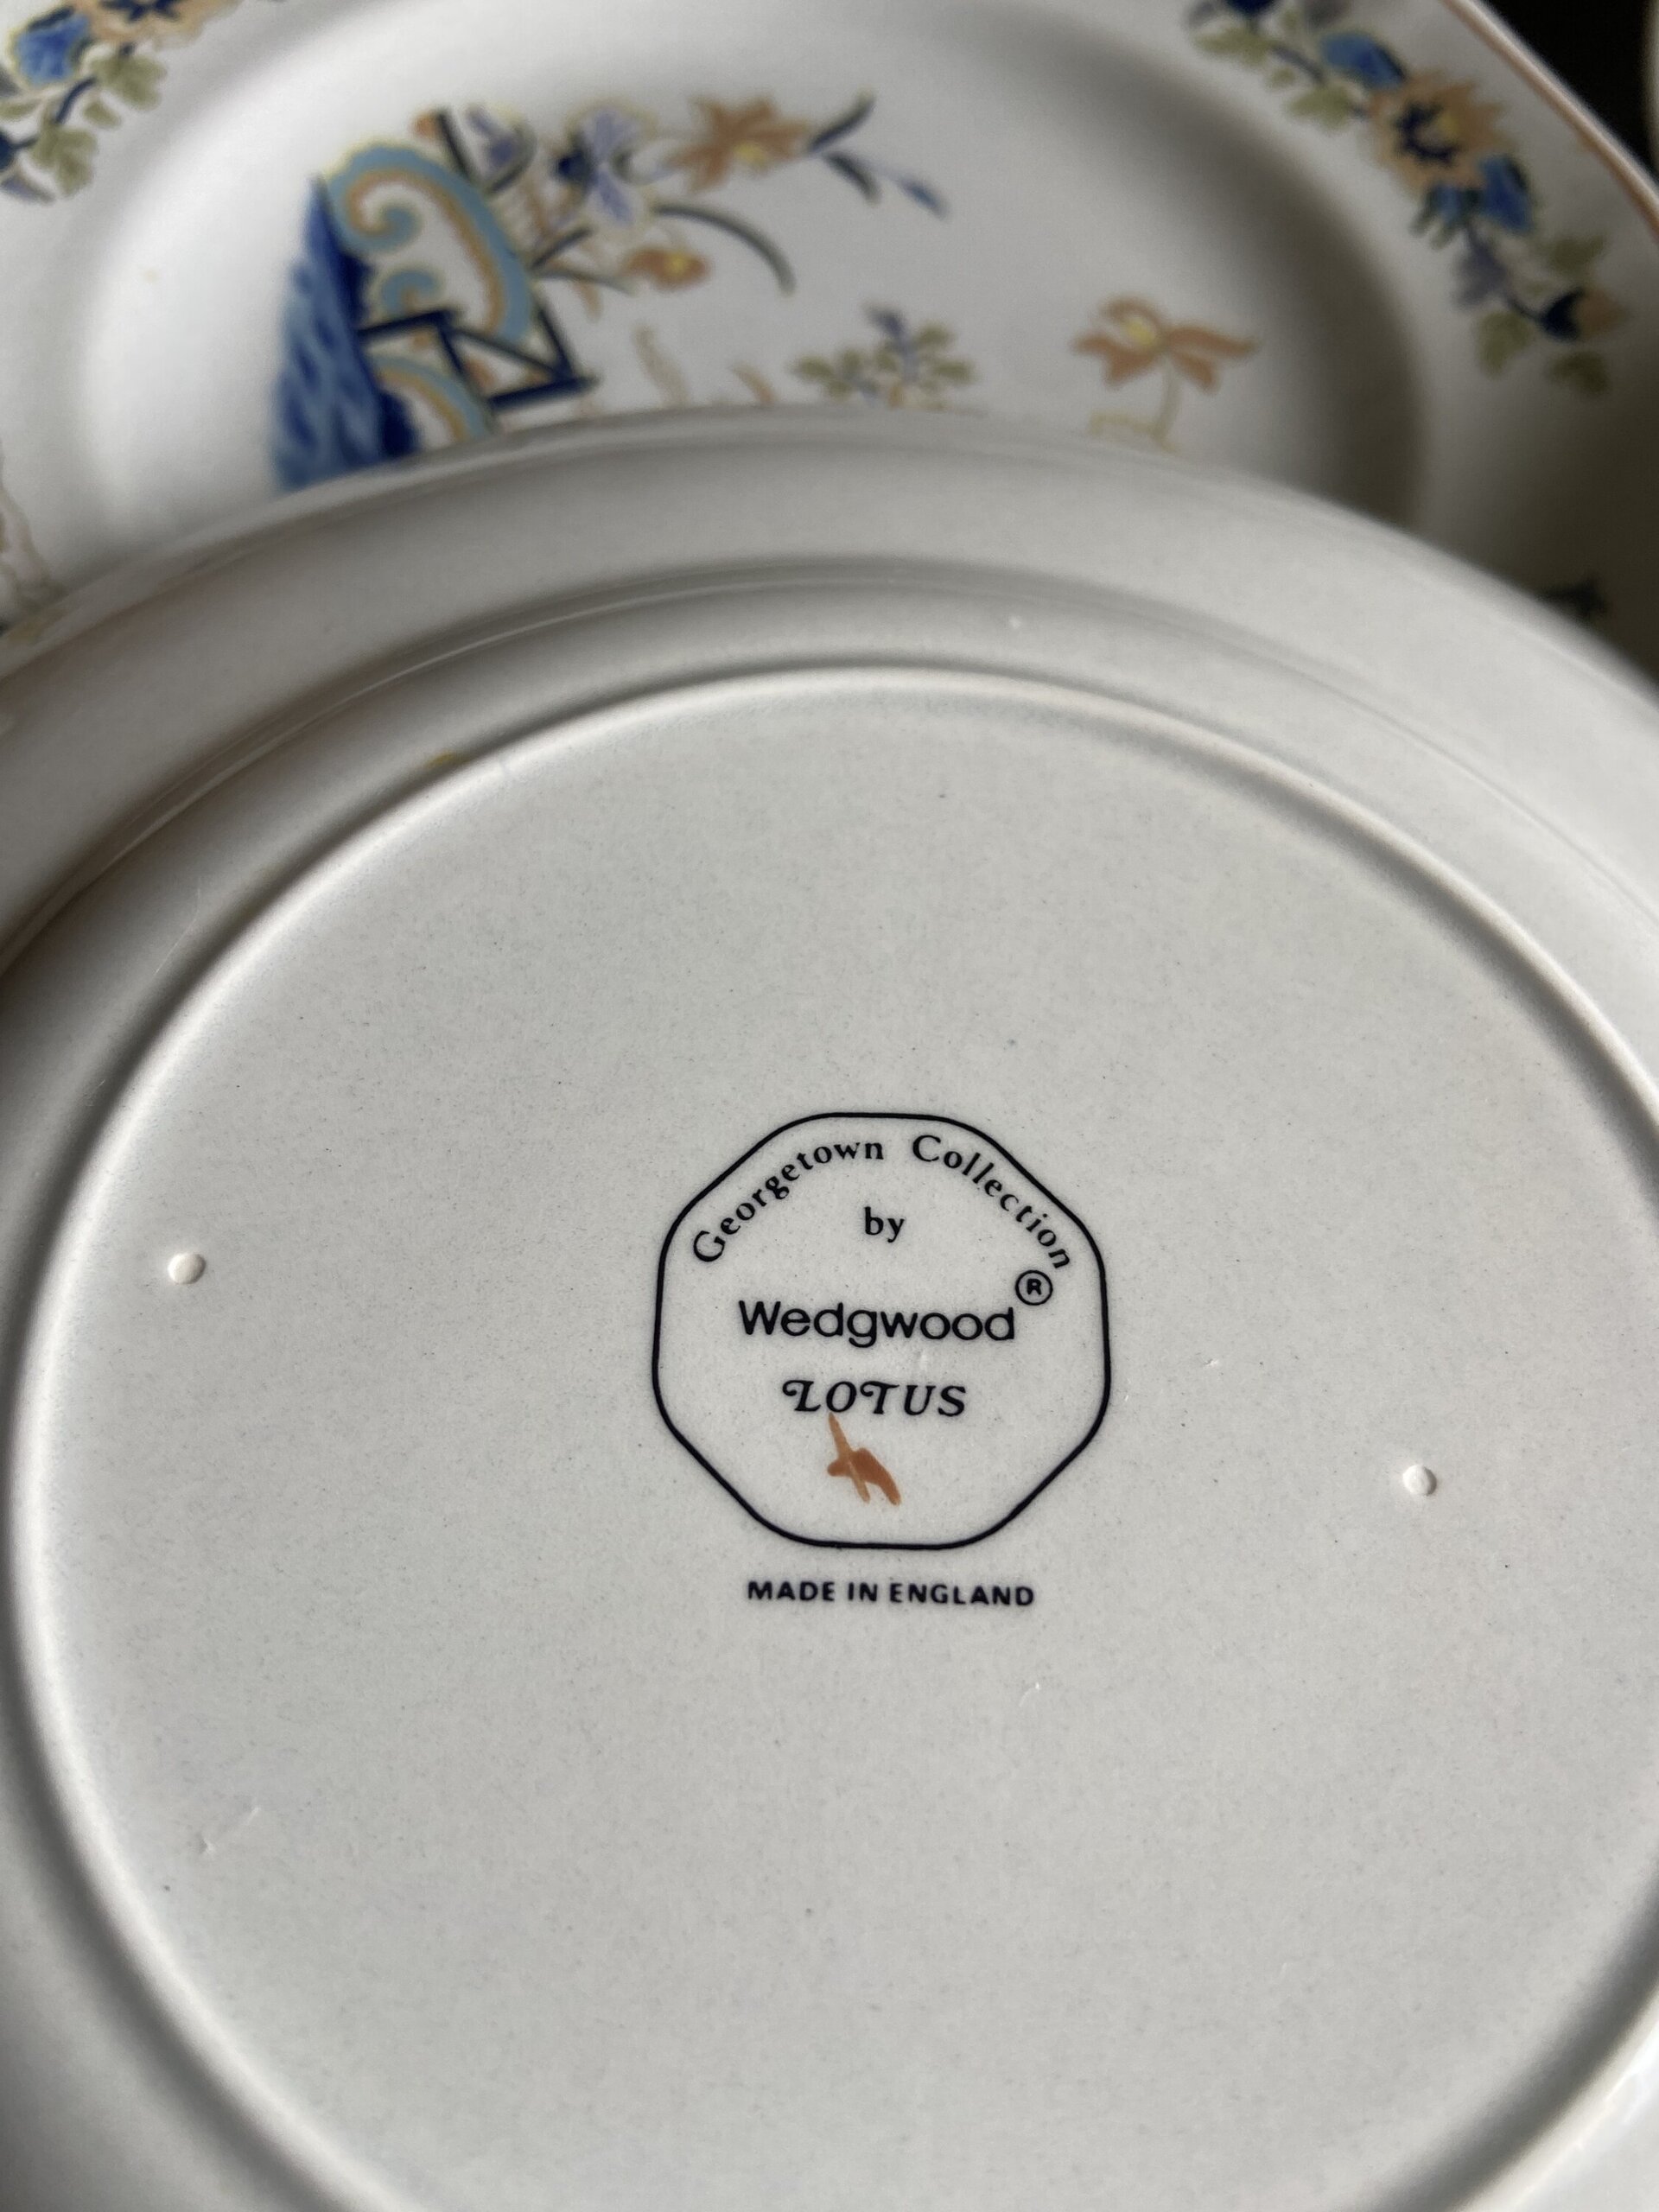 Georgetown Collection
by
Wedgwood®
LOTUS
MADE IN ENGLAND